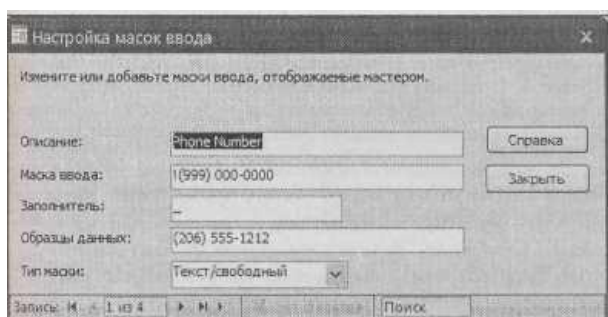 Настройка масок ввода
Измените или добавьте маски ввода, отображаемые мастером.
Описание: Phone Number Справка
Маска ввода: !(999) 000-0000 Закрыть
Заполнитель: _
Образцы данных: (206) 555-1212
Тип маски: Текст/свободный
Запись: 1 из 4 Поиск